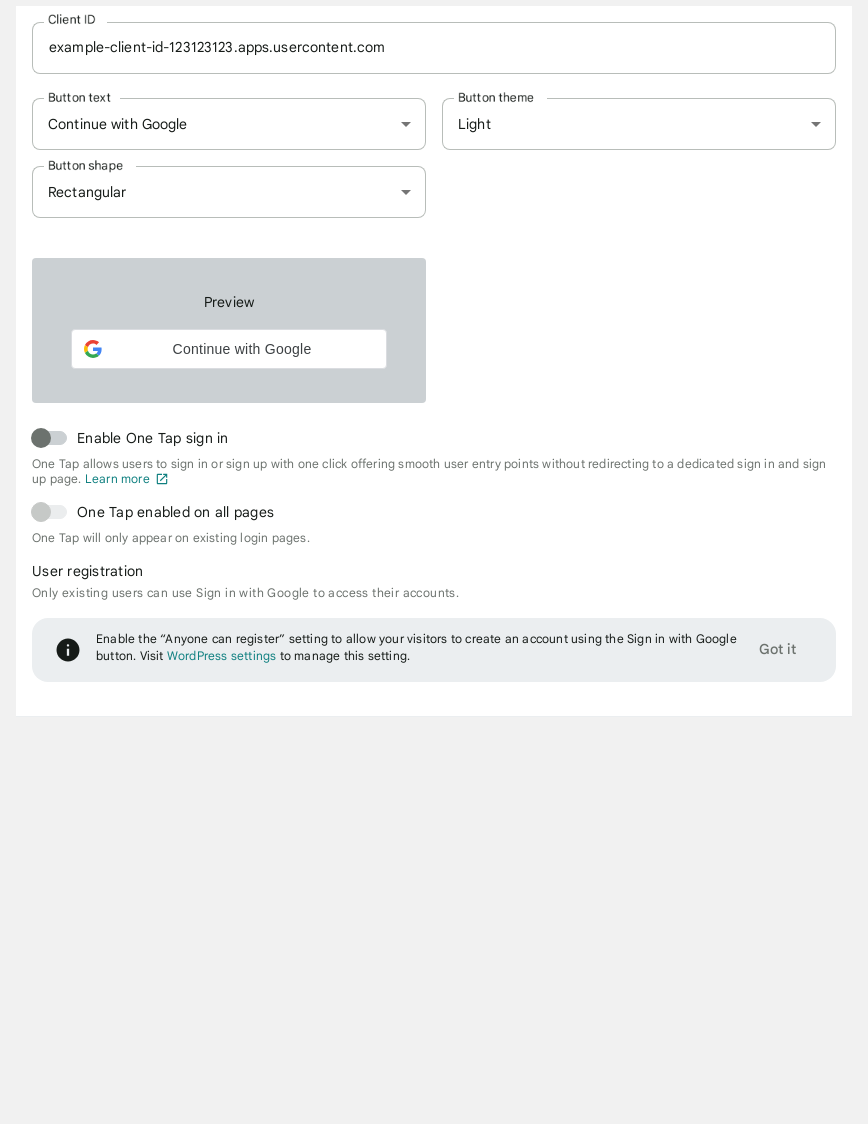 Client ID
example-client-id-123123123.apps.usercontent.com
Button text
Continue with Google
Button theme
Light
Button shape
Rectangular
Preview
Continue with Google
Enable One Tap sign in
One Tap allows users to sign in or sign up with one click offering smooth user entry points without redirecting to a dedicated sign in and sign
up page. Learn more
One Tap enabled on all pages
One Tap will only appear on existing login pages.
User registration
Only existing users can use Sign in with Google to access their accounts.
Enable the “Anyone can register” setting to allow your visitors to create an account using the Sign in with Google
button. Visit WordPress settings to manage this setting.
Got it